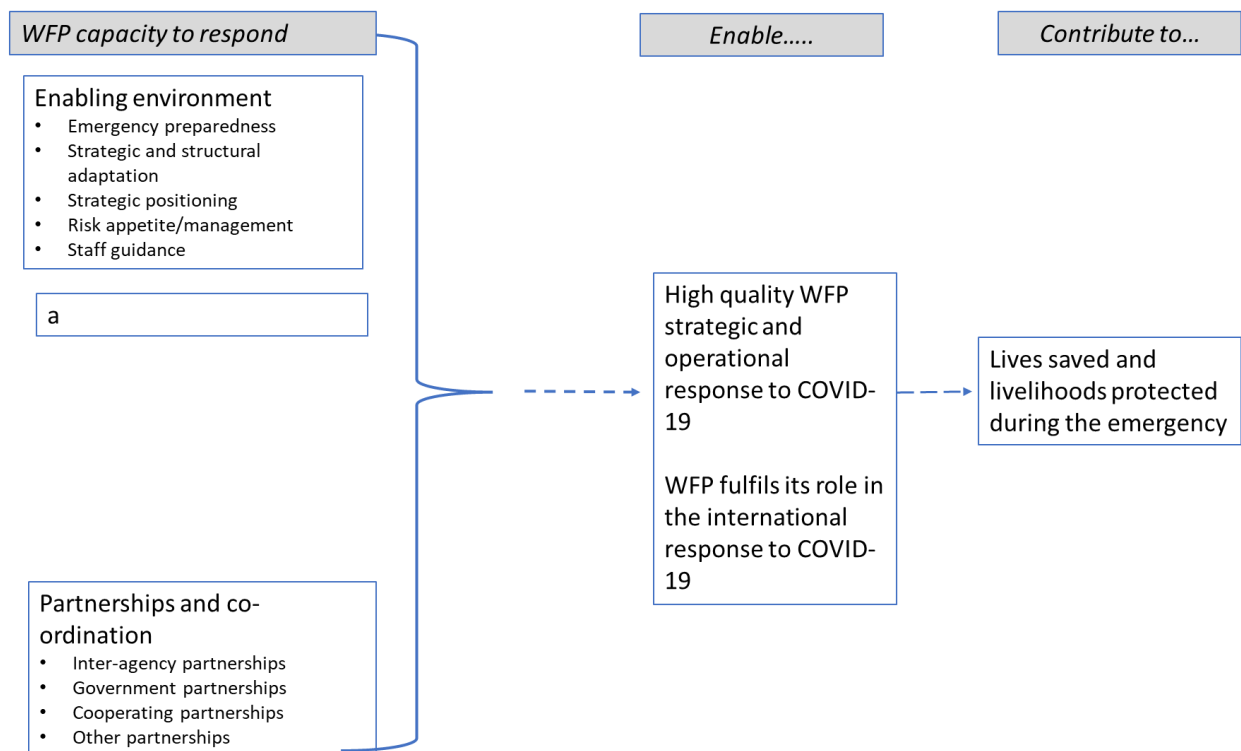 WFP capacity to respond
Enabling environment
• Emergency preparedness
• Strategic and structural
adaptation
• Strategic positioning
• Risk appetite/management
• Staff guidance
a
Partnerships and co-
ordination
• Inter-agency partnerships
• Government partnerships
• Cooperating partnerships
• Other partnerships
Enable.....
High quality WFP
strategic and
operational
response to COVID-
19
WFP fulfils its role in
the international
response to COVID-
19
Contribute to...
Lives saved and
livelihoods protected
during the emergency